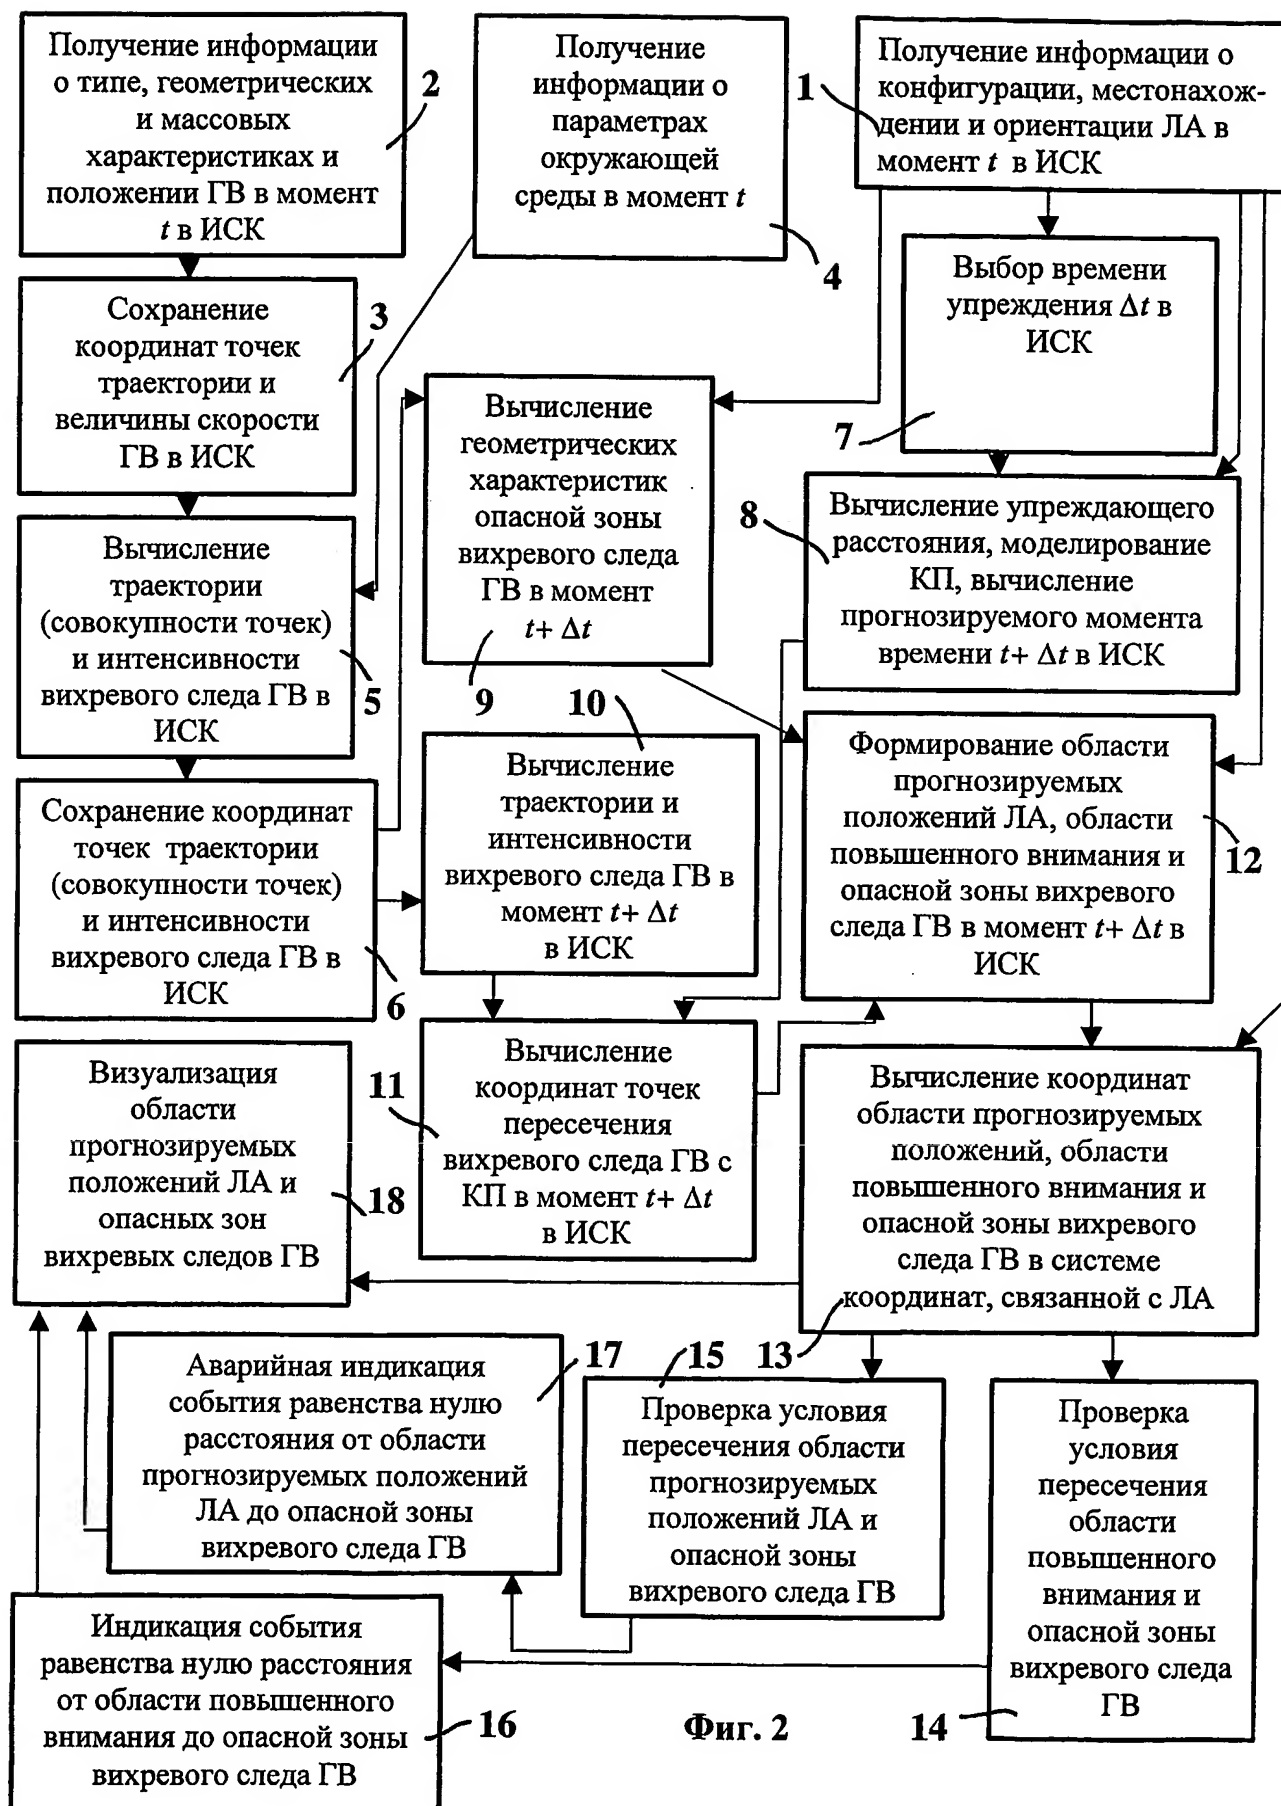 Получение информации
о типе, геометрических
и массовых
характеристиках и
положении ГВ в момент
t в ИСК
2
Получение
информации о
параметрах
окружающей
среды в момент t
4
Получение информации о
конфигурации, местонахож-
дении и ориентации ЛА в
момент t в ИСК
1
Сохранение
координат точек
траектории и
величины скорости
ГВ в ИСК
3
Выбор времени
упреждения Δt в
ИСК
7
Вычисление
геометрических
характеристик
опасной зоны
вихревого следа
ГВ в момент
t+ Δt
9
Вычисление упреждающего
расстояния, моделирование
КП, вычисление
прогнозируемого момента
времени t+ Δt в ИСК
8
Вычисление
траектории
(совокупности точек)
и интенсивности
вихревого следа ГВ в
ИСК
5
10
Вычисление
траектории и
интенсивности
вихревого следа ГВ в
момент t+ Δt
в ИСК
Формирование области
прогнозируемых
положений ЛА, области
повышенного внимания и
опасной зоны вихревого
следа ГВ в момент t+ Δt в
ИСК
12
Сохранение координат
точек траектории
(совокупности точек)
и интенсивности
вихревого следа ГВ в
ИСК
6
Визуализация
области
прогнозируемых
положений ЛА и
опасных зон
вихревых следов ГВ
18
11
Вычисление
координат точек
пересечения
вихревого следа ГВ с
КП в момент t+ Δt
в ИСК
Вычисление координат
области прогнозируемых
положений, области
повышенного внимания и
опасной зоны вихревого
следа ГВ в системе
координат, связанной с ЛА
13
Аварийная индикация
события равенства нулю
расстояния от области
прогнозируемых положений
ЛА до опасной зоны
вихревого следа ГВ
17
15
Проверка условия
пересечения области
прогнозируемых
положений ЛА и
опасной зоны
вихревого следа ГВ
Проверка
условия
пересечения
области
повышенного
внимания и
опасной зоны
вихревого следа
ГВ
14
Индикация события
равенства нулю расстояния
от области повышенного
внимания до опасной зоны
вихревого следа ГВ
16
Фиг. 2